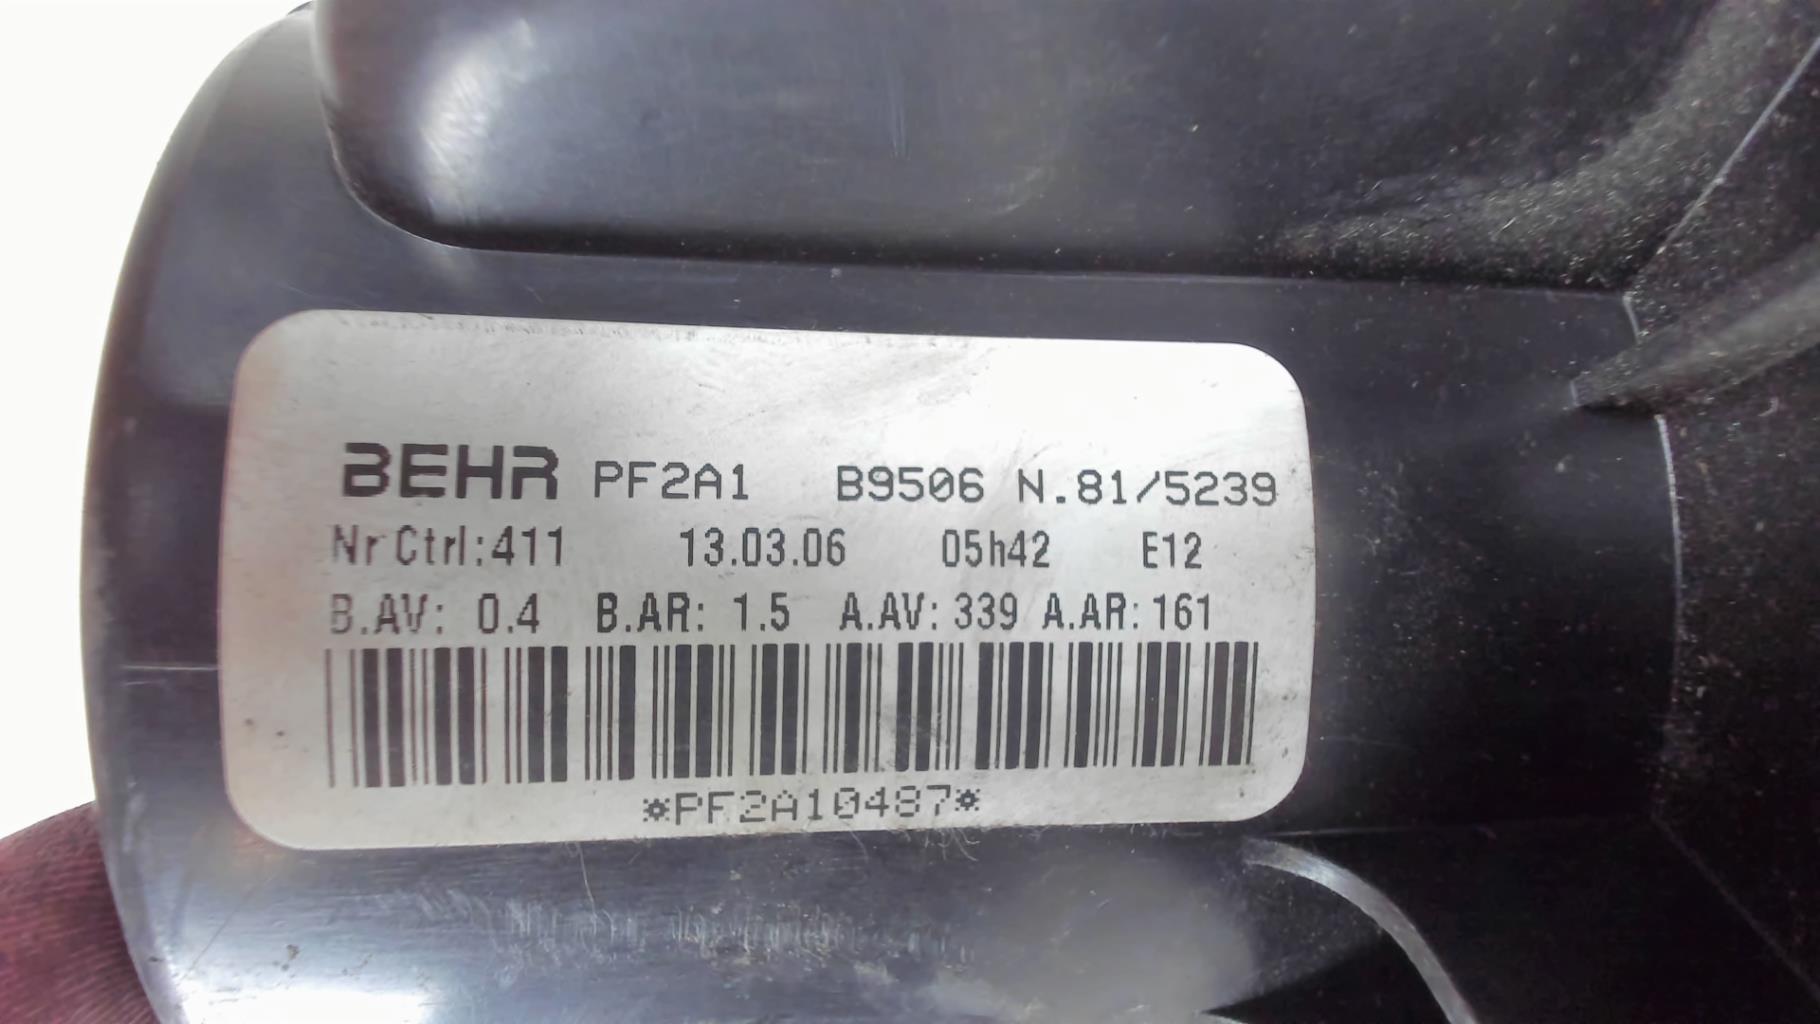 BEHR PF2A1 B9506 N.81/5239
Nr Ctrl:411 13.03.06 05h42 E12
B.AV: 0.4 B.AR: 1.5 A.AV: 339 A.AR: 161
*PF2A10487*